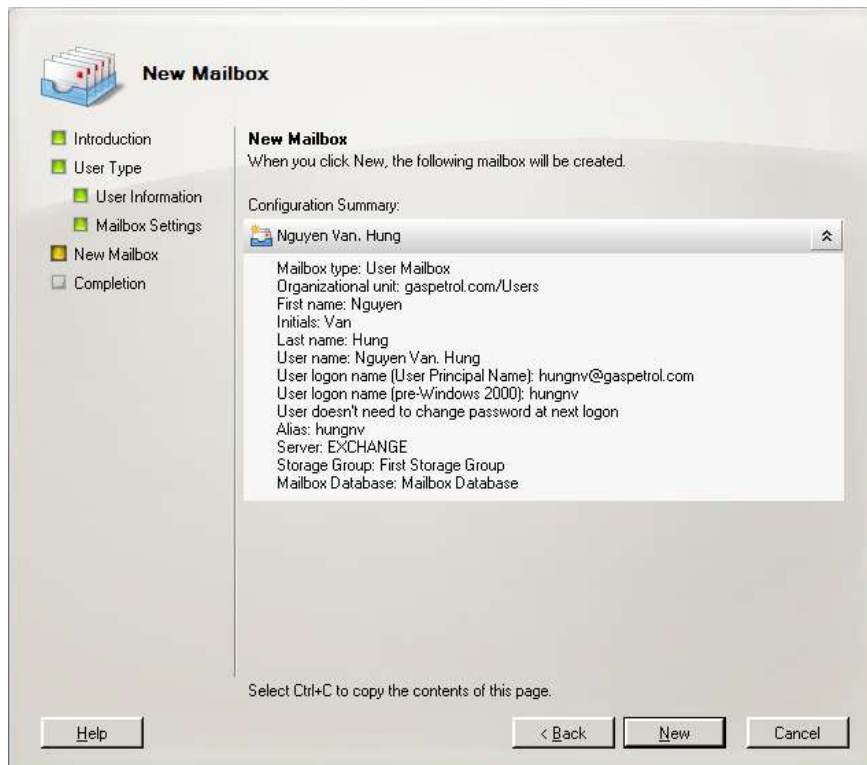 New Mailbox
Introduction
User Type
User Information
Mailbox Settings
New Mailbox
Completion
New Mailbox
When you click New, the following mailbox will be created.
Configuration Summary:
Nguyen Van. Hung
Mailbox type: User Mailbox
Organizational unit: gaspetrol.com/Users
First name: Nguyen
Initials: Van
Last name: Hung
User name: Nguyen Van. Hung
User logon name (User Principal Name): hungnv@gaspetrol.com
User logon name (pre-Windows 2000): hungnv
User doesn't need to change password at next logon
Alias: hungnv
Server: EXCHANGE
Storage Group: First Storage Group
Mailbox Database: Mailbox Database
Select Ctrl+C to copy the contents of this page.
Help
< Back
New
Cancel